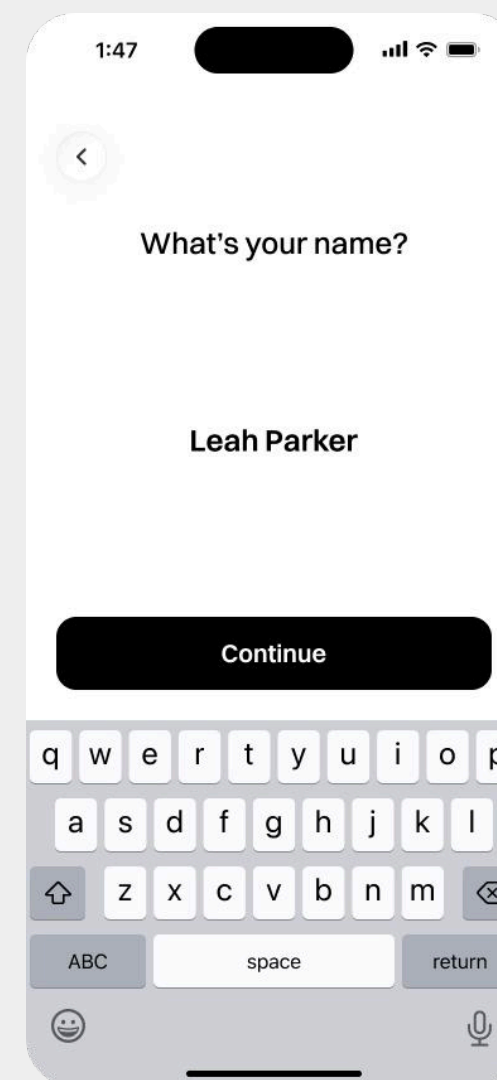 1:47
What's your name?
Leah Parker
Continue
q w e r t y u i o p
a s d f g h j k l
z x c v b n m
ABC space return